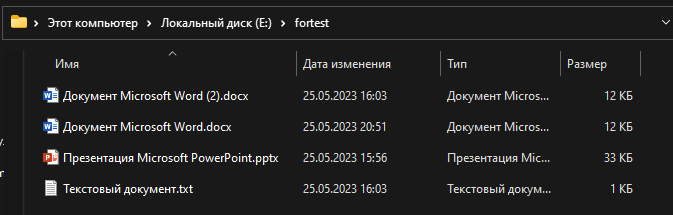 Этот компьютер > Локальный диск (E:) > fortest
Имя Дата изменения Тип Размер
Документ Microsoft Word (2).docx 25.05.2023 16:03 Документ Micros... 12 КБ
Документ Microsoft Word.docx 25.05.2023 20:51 Документ Micros... 12 КБ
Презентация Microsoft PowerPoint.pptx 25.05.2023 15:56 Презентация Mic... 33 КБ
Текстовый документ.txt 25.05.2023 16:03 Текстовый докум... 1 КБ